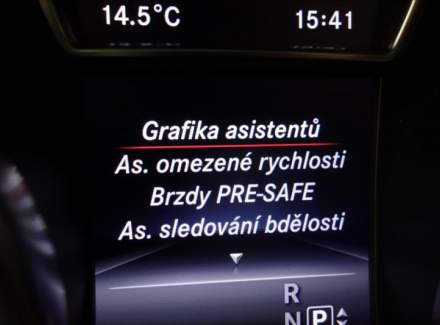 14.5°C 15:41
Grafika asistentů
As. omezené rychlosti
Brzdy PRE-SAFE
As. sledování bdělosti
R
N P